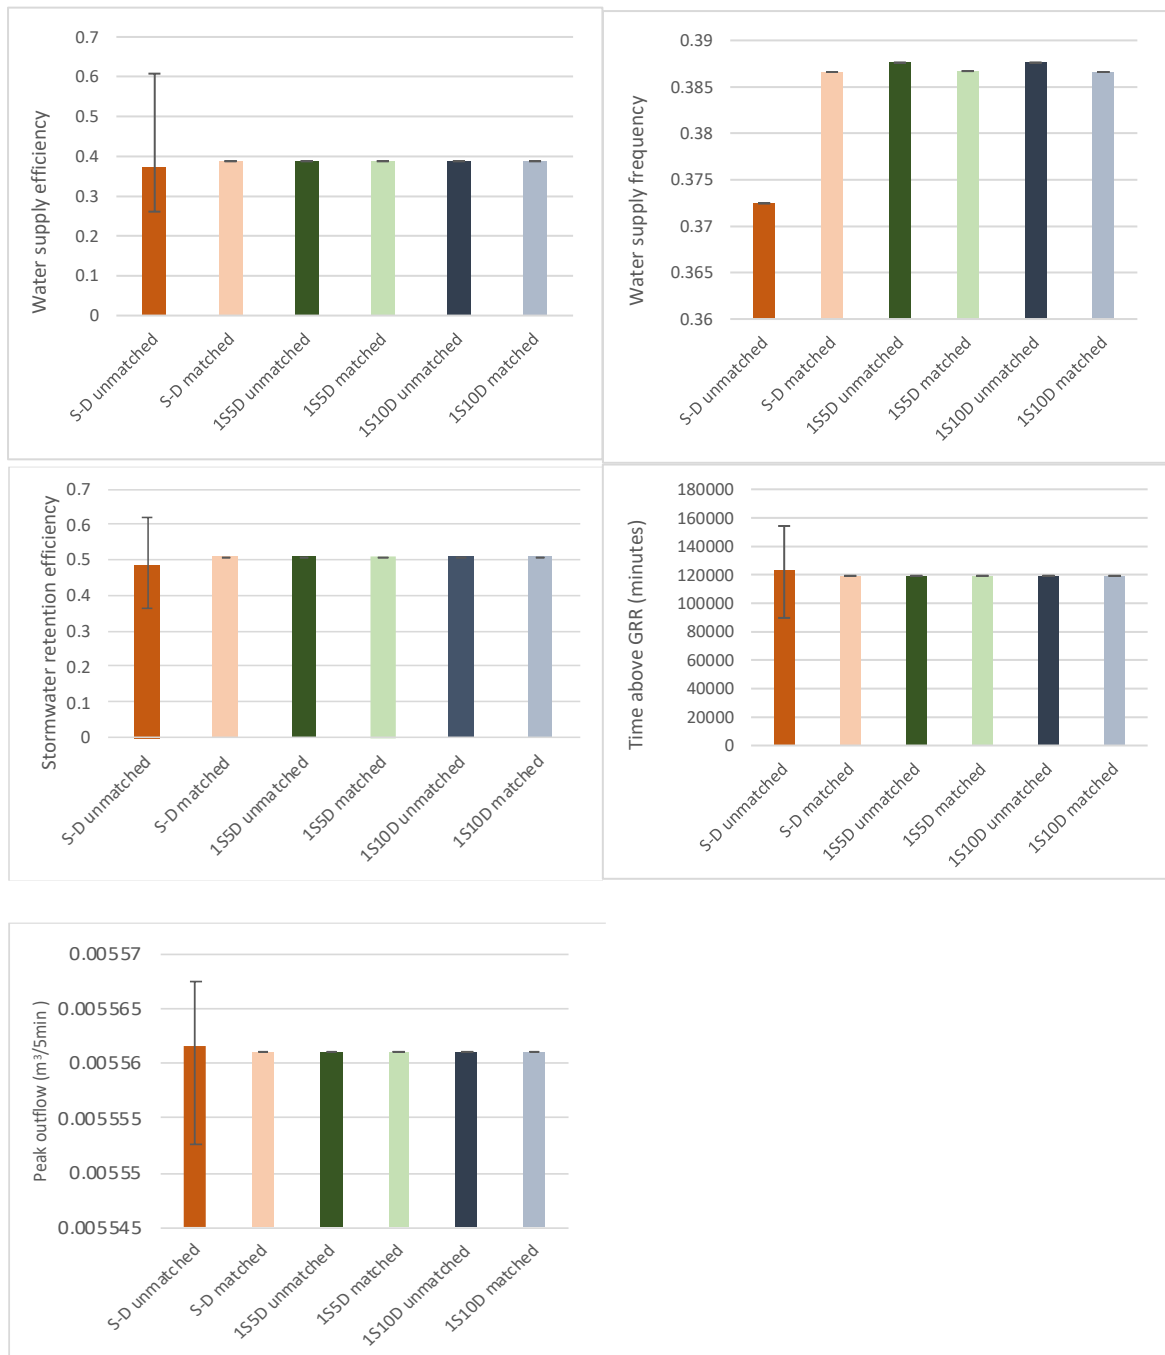 Water supply efficiency
0.7
0.6
0.5
0.4
0.3
0.2
0.1
0
S-D unmatched
S-D matched
1S5D unmatched
1S5D matched
1S10D unmatched
1S10D matched
Water supply frequency
0.39
0.385
0.38
0.375
0.37
0.365
0.36
S-D unmatched
S-D matched
1S5D unmatched
1S5D matched
1S10D unmatched
1S10D matched
Stormwater retention efficiency
0.7
0.6
0.5
0.4
0.3
0.2
0.1
0
S-D unmatched
S-D matched
1S5D unmatched
1S5D matched
1S10D unmatched
1S10D matched
Time above GRR (minutes)
180000
160000
140000
120000
100000
80000
60000
40000
20000
0
S-D unmatched
S-D matched
1S5D unmatched
1S5D matched
1S10D unmatched
1S10D matched
Peak outflow (m³/5min )
0.00557
0.005565
0.00556
0.005555
0.00555
0.005545
S-D unmatched
S-D matched
1S5D unmatched
1S5D matched
1S10D unmatched
1S10D matched